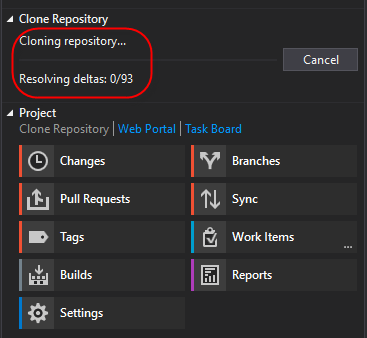 Clone Repository
Cloning repository...
Cancel
Resolving deltas: 0/93
Project
Clone Repository | Web Portal | Task Board
Changes
Branches
Pull Requests
Sync
Tags
Work Items
...
Builds
Reports
Settings